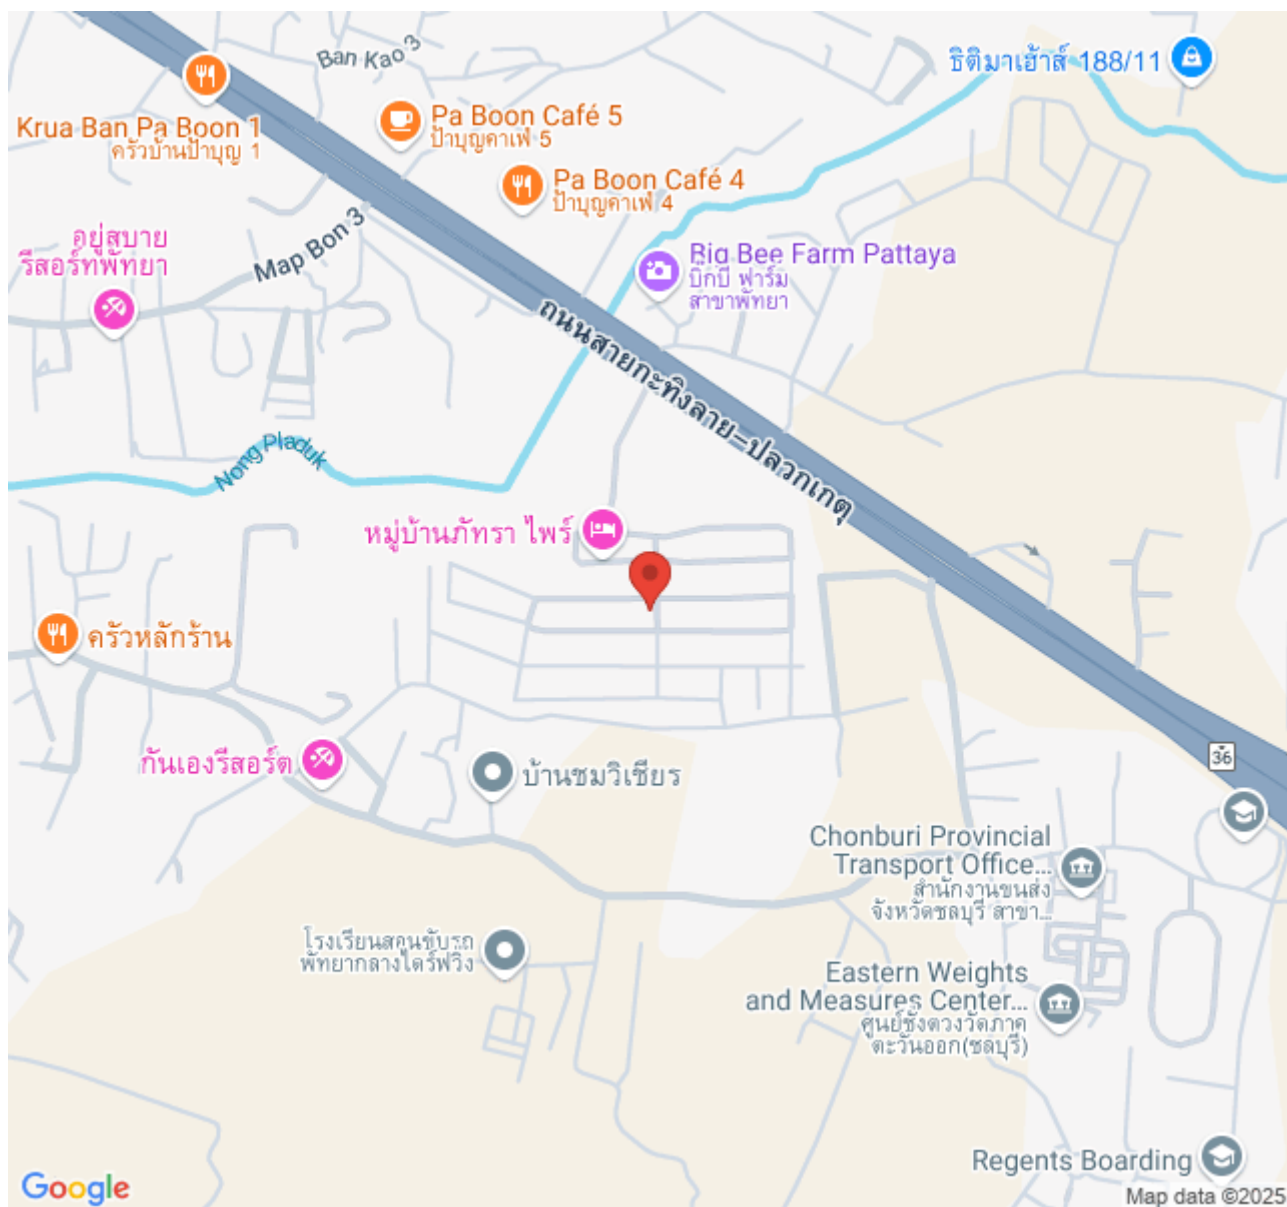 Ban Kao 3
ธิติมาเฮ้าส์ 188/11
Krua Ban Pa Boon 1
ครัวบ้านป้าบุญ 1
Pa Boon Café 5
ป้าบุญคาเฟ่ 5
Pa Boon Café 4
ป้าบุญคาเฟ่ 4
อยู่สบาย
รีสอร์ทพัทยา
Map Bon 3
Big Bee Farm Pattaya
บิ๊กบี ฟาร์ม
สาขาพัทยา
ถนนสายกะทิงลาย–ปลวกเกตุ
Nong Pladuk
หมู่บ้านภัทรา ไพร์
ครัวหลักร้าน
กันเองรีสอร์ต
บ้านชมวิเชียร
36
Chonburi Provincial
Transport Office...
สำนักงานขนส่ง
จังหวัดชลบุรี สาขา...
โรงเรียนสอนขับรถ
พัทยากลางไดร์ฟวิ่ง
Eastern Weights
and Measures Center...
ศูนย์ชั่งตวงวัดภาค
ตะวันออก(ชลบุรี)
Regents Boarding
Google
Map data ©2025